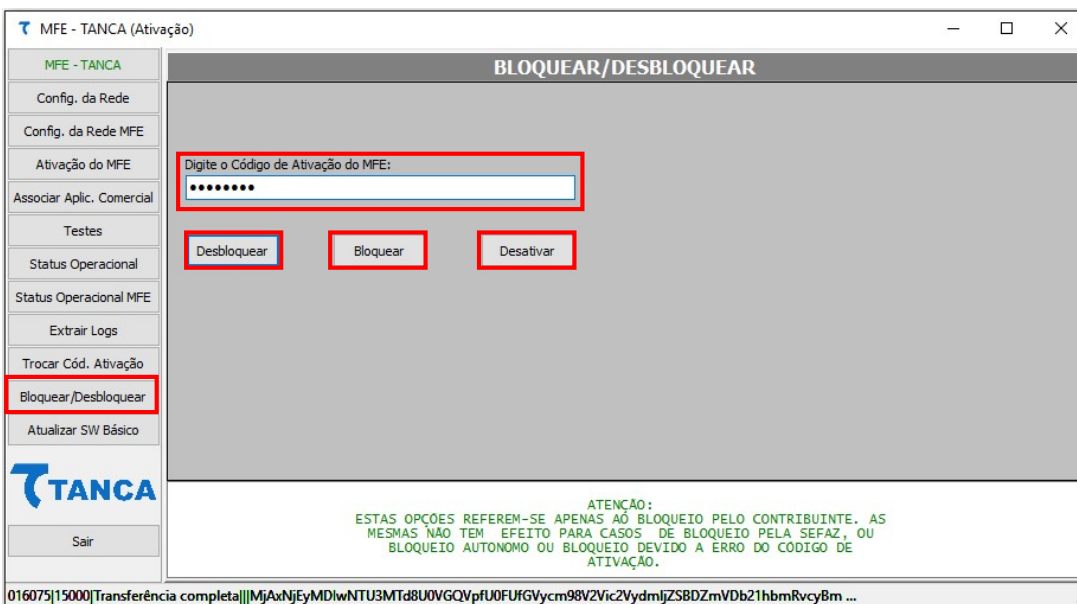 MFE - TANCA (Ativação)
MFE - TANCA
Config. da Rede
Config. da Rede MFE
Ativação do MFE
Associar Aplic. Comercial
Testes
Status Operacional
Status Operacional MFE
Extrair Logs
Trocar Cód. Ativação
Bloquear/Desbloquear
Atualizar SW Básico
TANCA
Sair
BLOQUEAR/DESBLOQUEAR
Digite o Código de Ativação do MFE:
••••••••
Desbloquear
Bloquear
Desativar
ATENÇÃO:
ESTAS OPÇÕES REFEREM-SE APENAS AO BLOQUEIO PELO CONTRIBUINTE. AS
MESMAS NÃO TEM EFEITO PARA CASOS DE BLOQUEIO PELA SEFAZ, OU
BLOQUEIO AUTONOMO OU BLOQUEIO DEVIDO A ERRO DO CÓDIGO DE
ATIVAÇÃO.
016075|15000|Transferência completa|||MjAxNjEyMDIwNTU3MTd8U0VGQVpfU0FUfGVycm98V2Vic2VydmljZSBDZmVDb21hbmRvcyBm ...